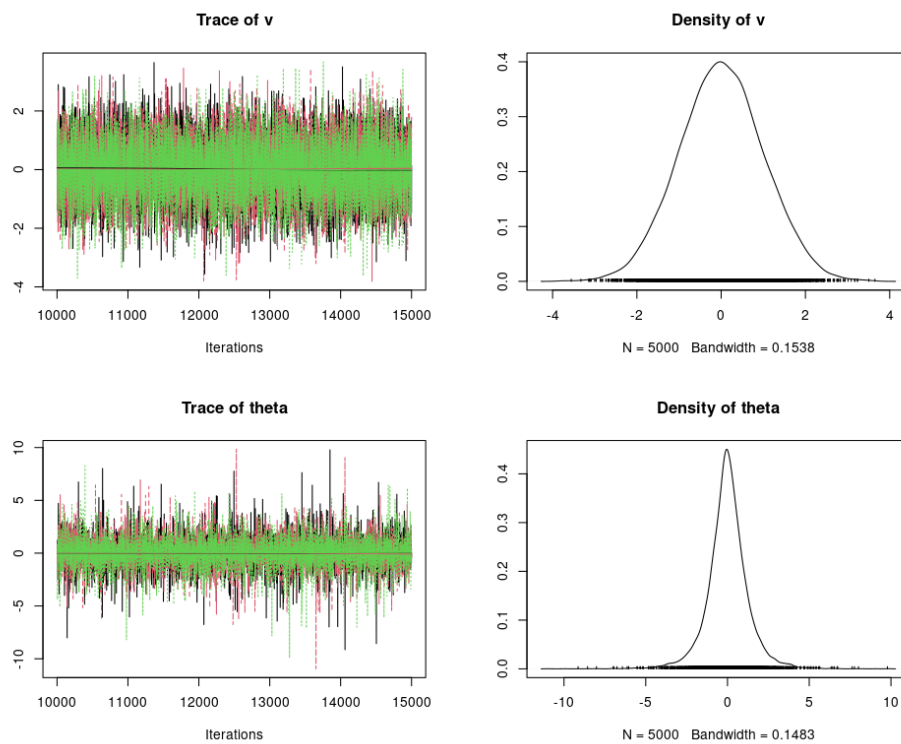 Trace of v
2
0
-2
-4
10000 11000 12000 13000 14000 15000
Iterations
Density of v
0.4
0.3
0.2
0.1
0.0
-4 -2 0 2 4
N = 5000 Bandwidth = 0.1538
Trace of theta
10
5
0
-5
-10
10000 11000 12000 13000 14000 15000
Iterations
Density of theta
0.4
0.3
0.2
0.1
0.0
-10 -5 0 5 10
N = 5000 Bandwidth = 0.1483